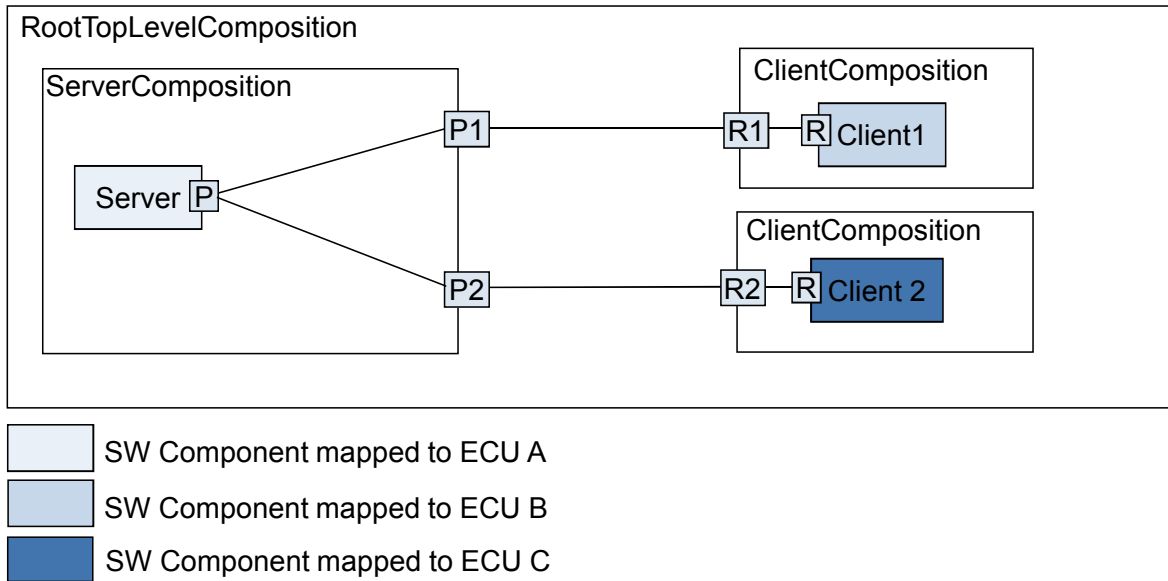 RootTopLevelComposition
ServerComposition
ClientComposition
P1
R1
R
Client1
Server
P
ClientComposition
P2
R2
R
Client 2
SW Component mapped to ECU A
SW Component mapped to ECU B
SW Component mapped to ECU C